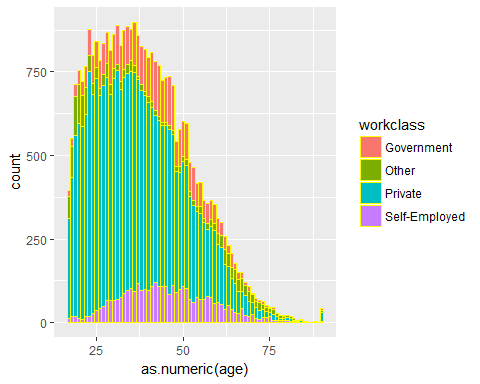 count
750
500
250
0
25
50
75
as.numeric(age)
workclass
Government
Other
Private
Self-Employed